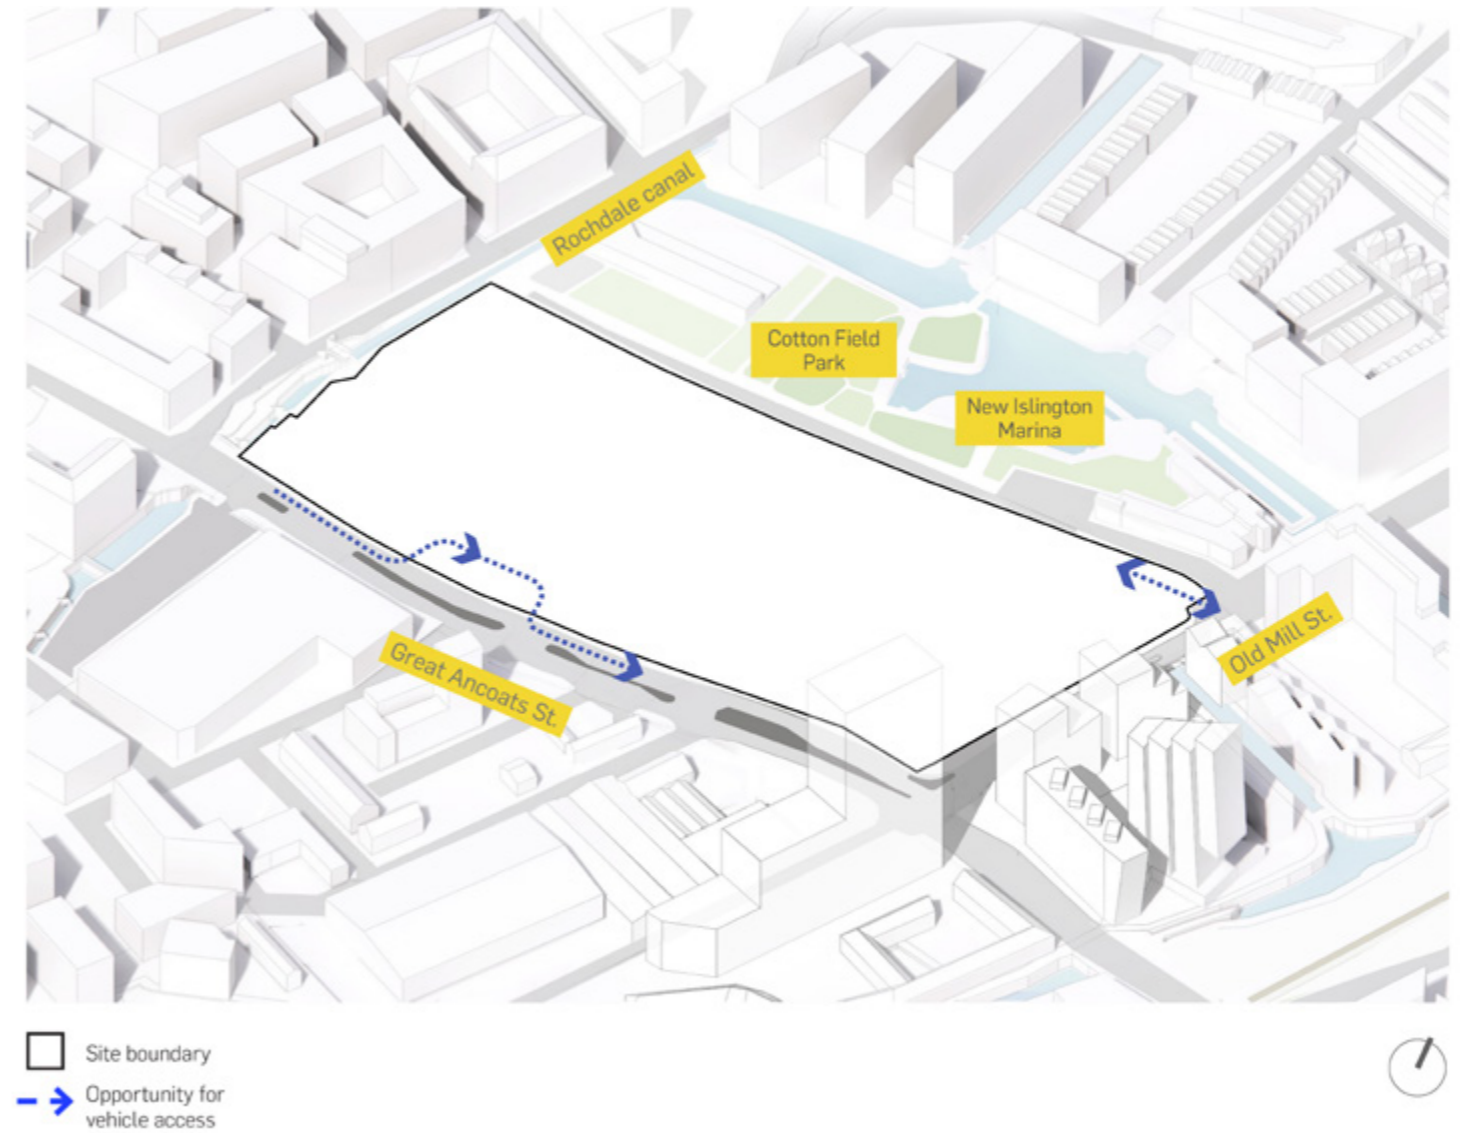 Rochdale canal
Cotton Field
Park
New Islington
Marina
Great Ancoats St.
Old Mill St.
Site boundary
Opportunity for
vehicle access